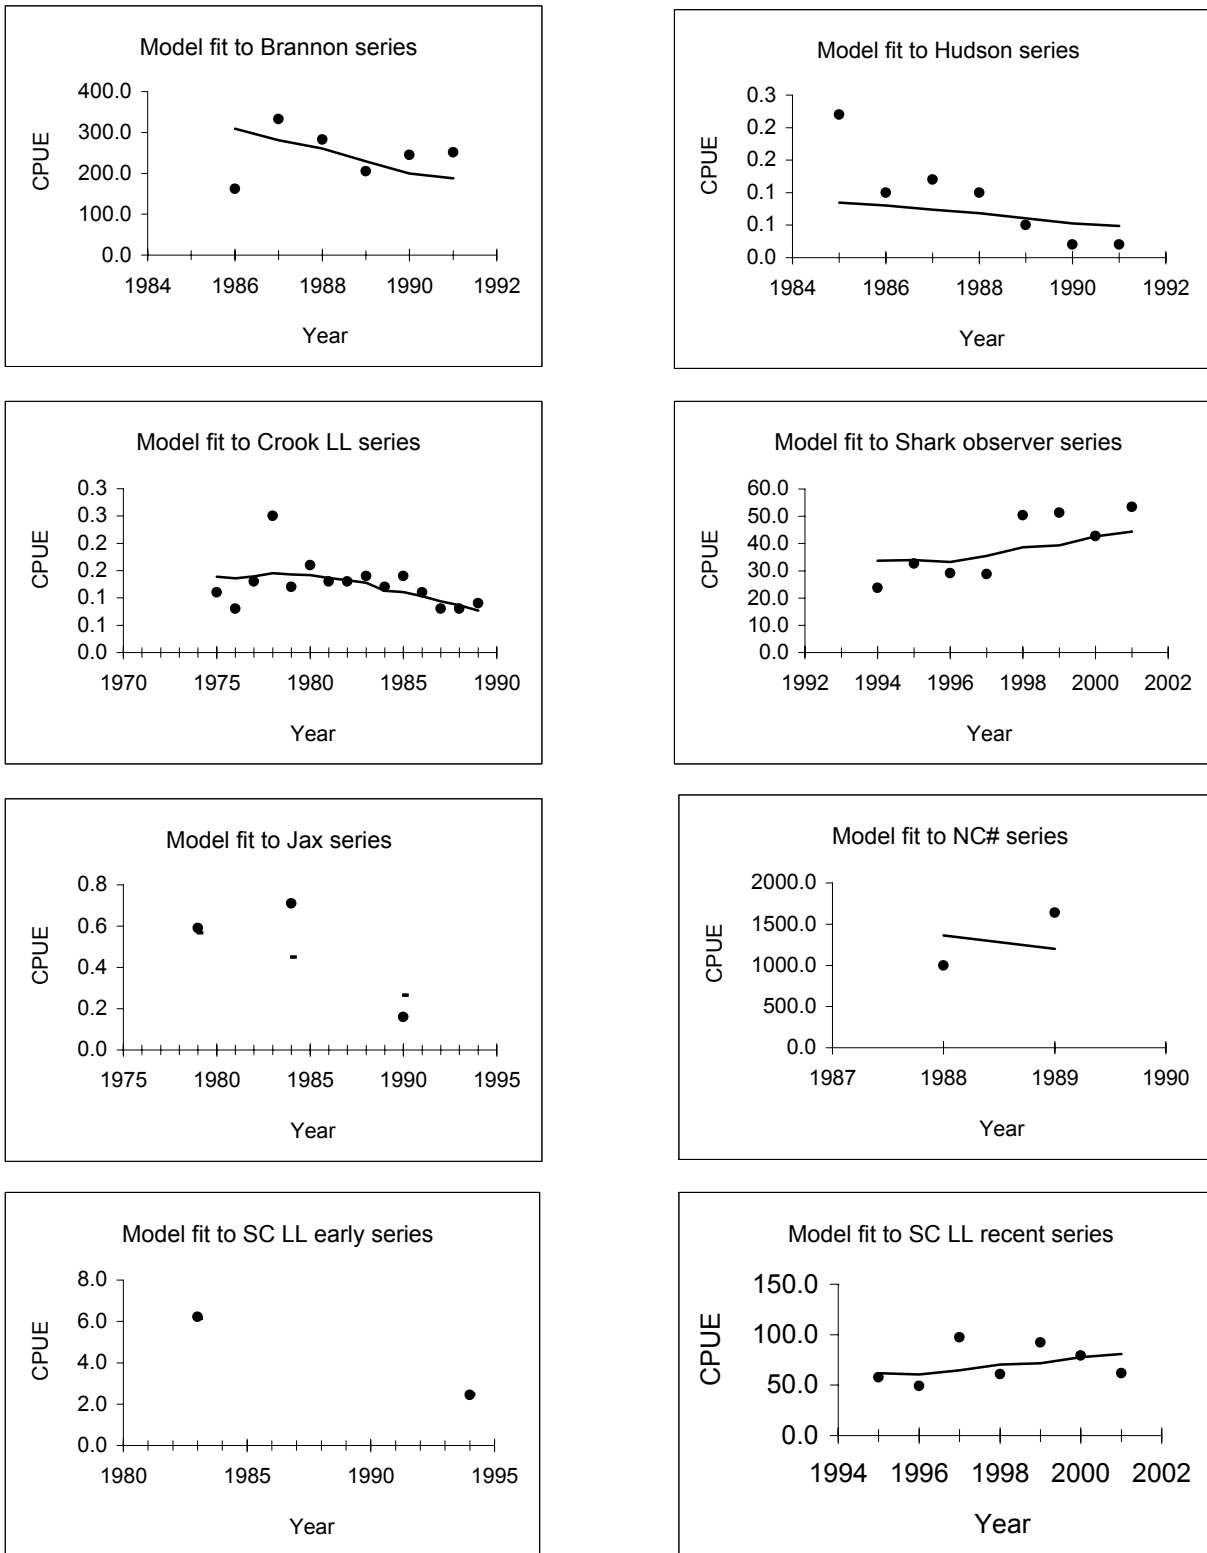 Model fit to Brannon series
400.0
300.0
200.0
100.0
0.0
CPUE
1984 1986 1988 1990 1992
Year
Model fit to Hudson series
0.3
0.2
0.2
0.1
0.1
0.0
CPUE
1984 1986 1988 1990 1992
Year
Model fit to Crook LL series
0.3
0.3
0.2
0.2
0.1
0.1
0.0
CPUE
1970 1975 1980 1985 1990
Year
Model fit to Shark observer series
60.0
50.0
40.0
30.0
20.0
10.0
0.0
CPUE
1992 1994 1996 1998 2000 2002
Year
Model fit to Jax series
0.8
0.6
0.4
0.2
0.0
CPUE
1975 1980 1985 1990 1995
Year
Model fit to NC# series
2000.0
1500.0
1000.0
500.0
0.0
CPUE
1987 1988 1989 1990
Year
Model fit to SC LL early series
8.0
6.0
4.0
2.0
0.0
CPUE
1980 1985 1990 1995
Year
Model fit to SC LL recent series
150.0
100.0
50.0
0.0
CPUE
1994 1996 1998 2000 2002
Year